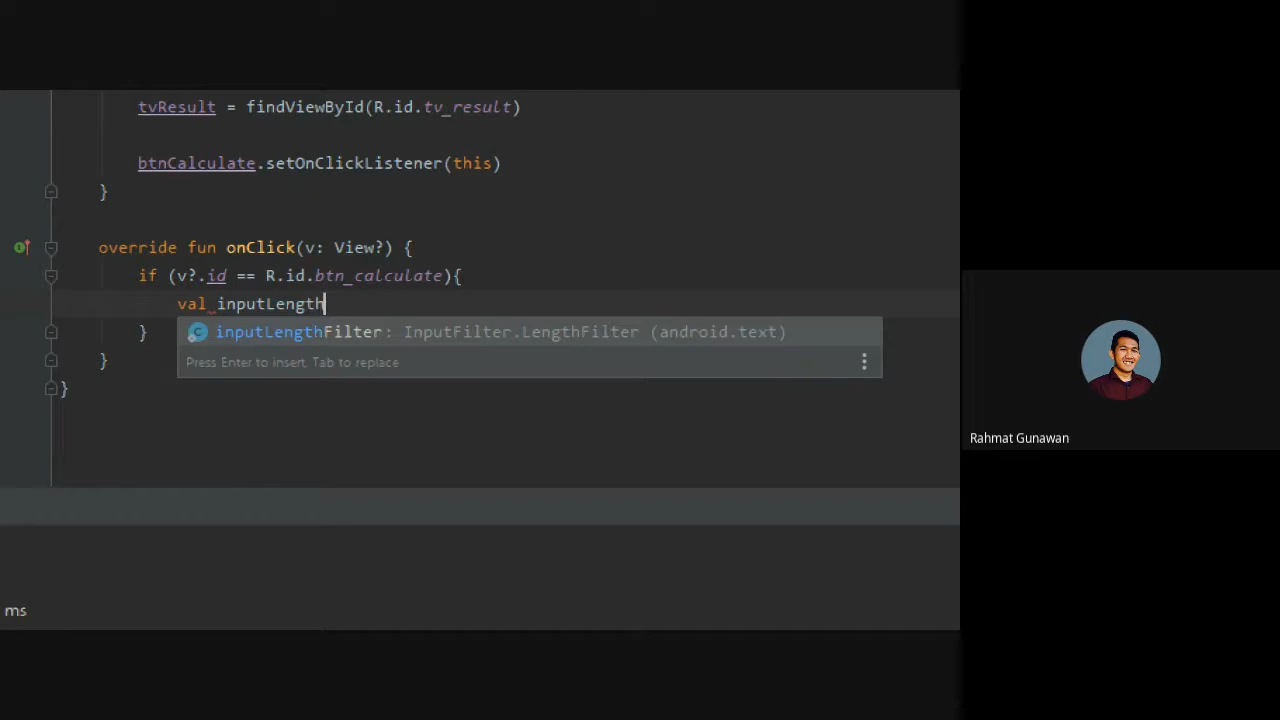 tvResult = findViewById(R.id.tv_result)
btnCalculate.setOnClickListener(this)
}
override fun onClick(v: View?) {
if (v?.id == R.id.btn_calculate){
val inputLength
inputLengthFilter: InputFilter.LengthFilter (android.text)
}
Press Enter to insert, Tab to replace
}
}
Rahmat Gunawan
ms